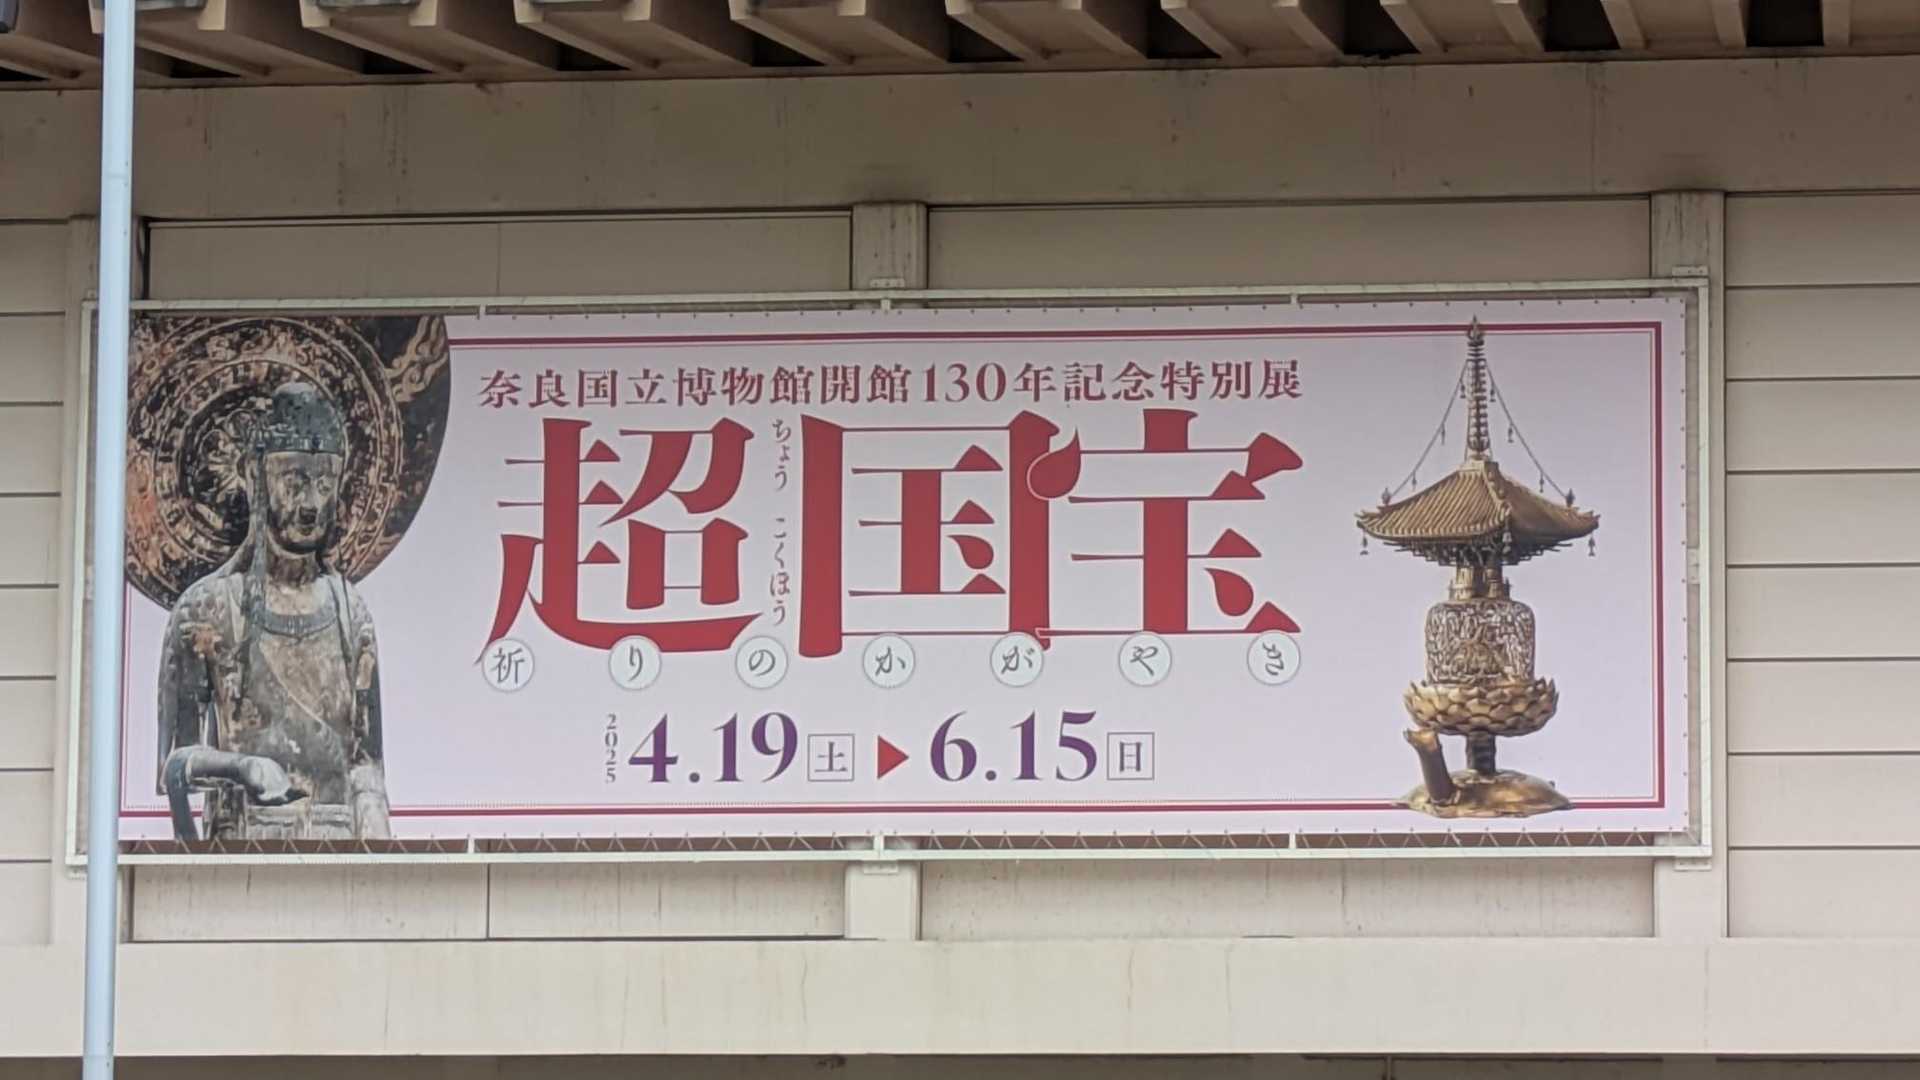 奈良国立博物館開館130年記念特別展
超国宝
ちょう こくほう
祈りのかがやき
2025 4.19土▶6.15日